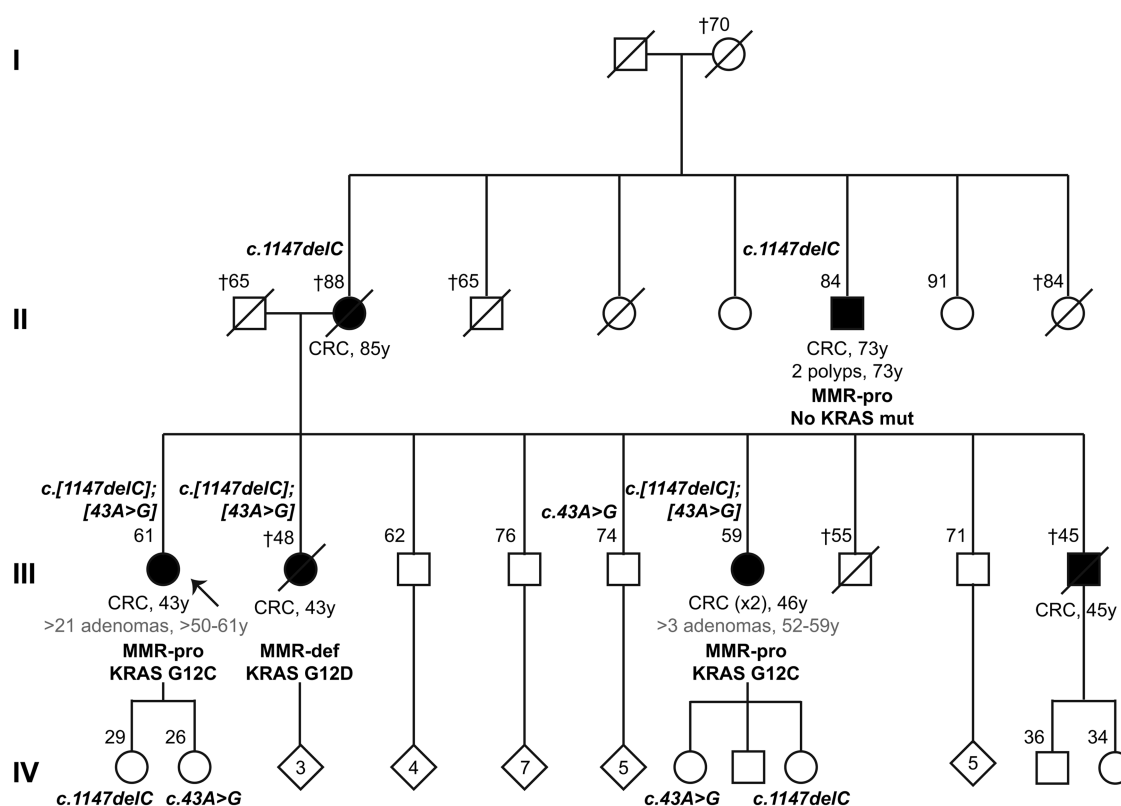 I
†70
c.1147delC
c.1147delC
†65
†88
†65
84
91
†84
II
CRC, 85y
CRC, 73y
2 polyps, 73y
MMR-pro
No KRAS mut
c.[1147delC];
[43A>G]
c.[1147delC];
[43A>G]
c.43A>G
c.[1147delC];
[43A>G]
61
†48
62
76
74
59
†55
71
†45
III
CRC, 43y
>21 adenomas, >50-61y
MMR-pro
KRAS G12C
CRC, 43y
MMR-def
KRAS G12D
CRC (x2), 46y
>3 adenomas, 52-59y
MMR-pro
KRAS G12C
CRC, 45y
29
26
36
34
IV
3
4
7
5
5
c.1147delC
c.43A>G
c.43A>G
c.1147delC